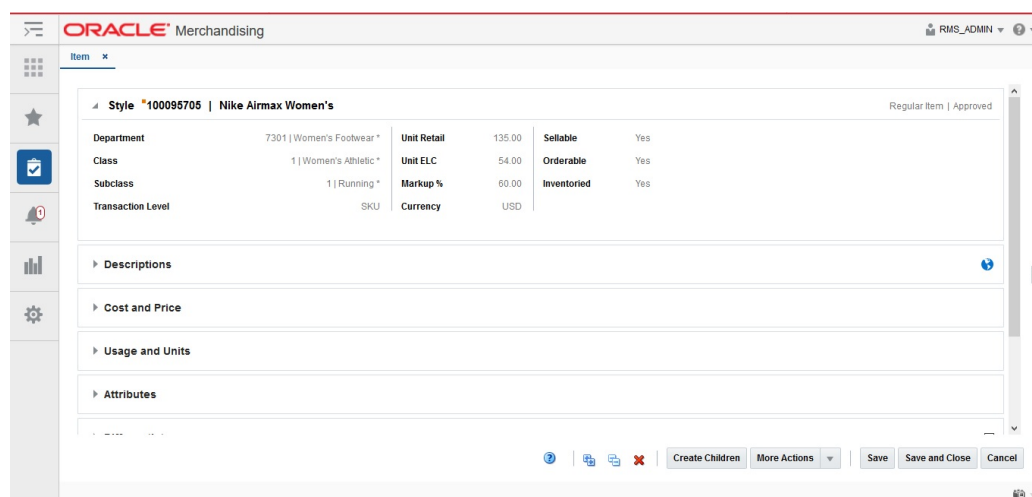 ORACLE® Merchandising
RMS_ADMIN
Item ×
Style *100095705 | Nike Airmax Women's
Regular Item | Approved
Department 7301 | Women's Footwear * Unit Retail 135.00 Sellable Yes
Class 1 | Women's Athletic * Unit ELC 54.00 Orderable Yes
Subclass 1 | Running * Markup % 60.00 Inventoried Yes
Transaction Level SKU Currency USD
1
Descriptions
Cost and Price
Usage and Units
Attributes
Create Children More Actions Save Save and Close Cancel